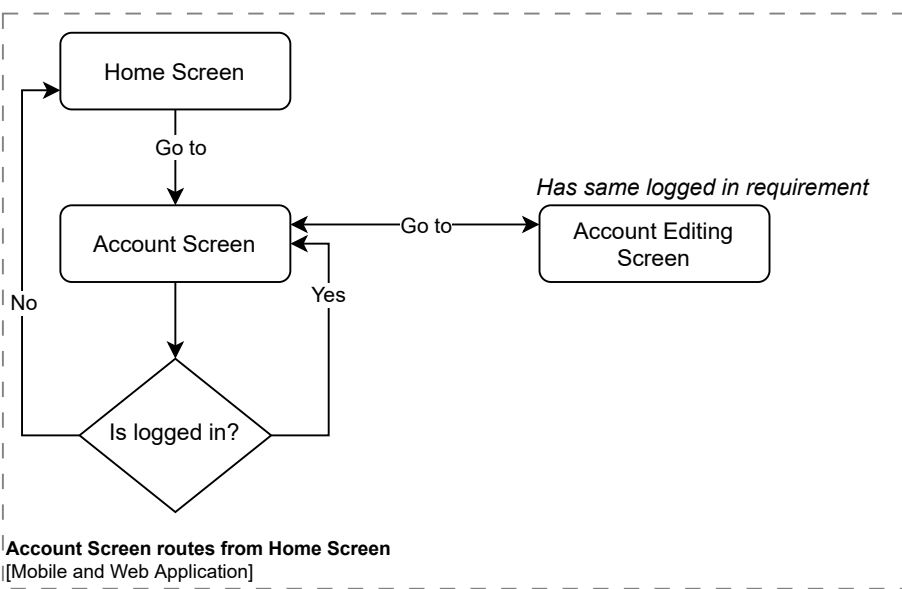 Home Screen
Go to
Has same logged in requirement
Account Screen
Go to
Account Editing
Screen
No
Yes
Is logged in?
Account Screen routes from Home Screen
[Mobile and Web Application]